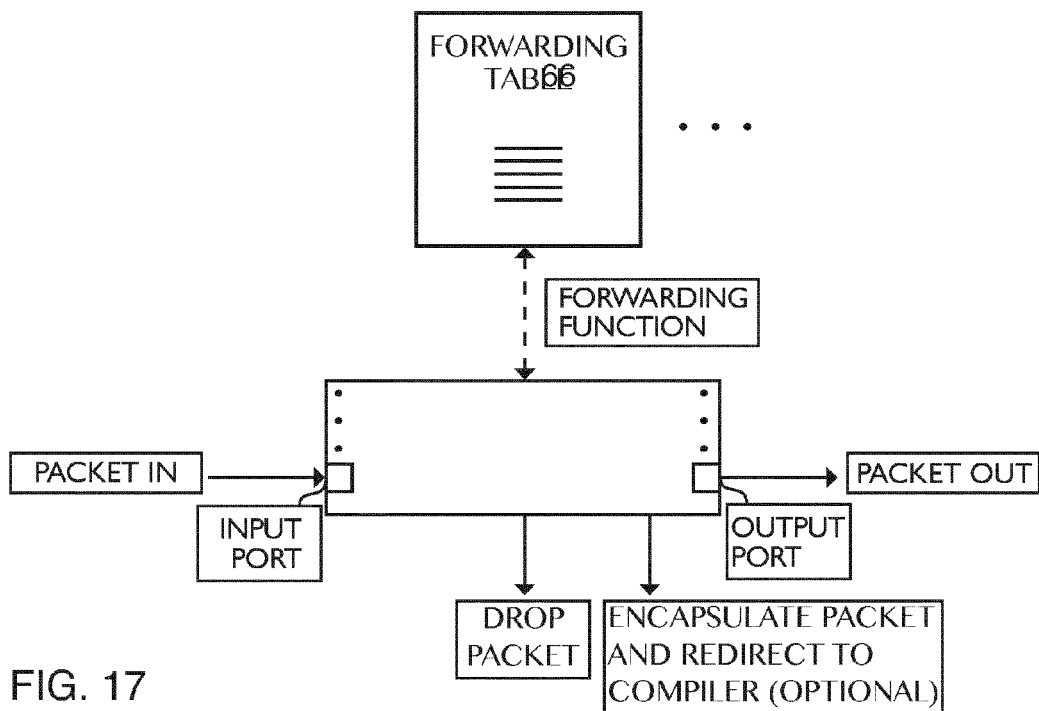 FORWARDING
TABLE 66
FORWARDING
FUNCTION
PACKET IN
PACKET OUT
INPUT
PORT
OUTPUT
PORT
DROP
PACKET
ENCAPSULATE PACKET
AND REDIRECT TO
COMPILER (OPTIONAL)
FIG. 17